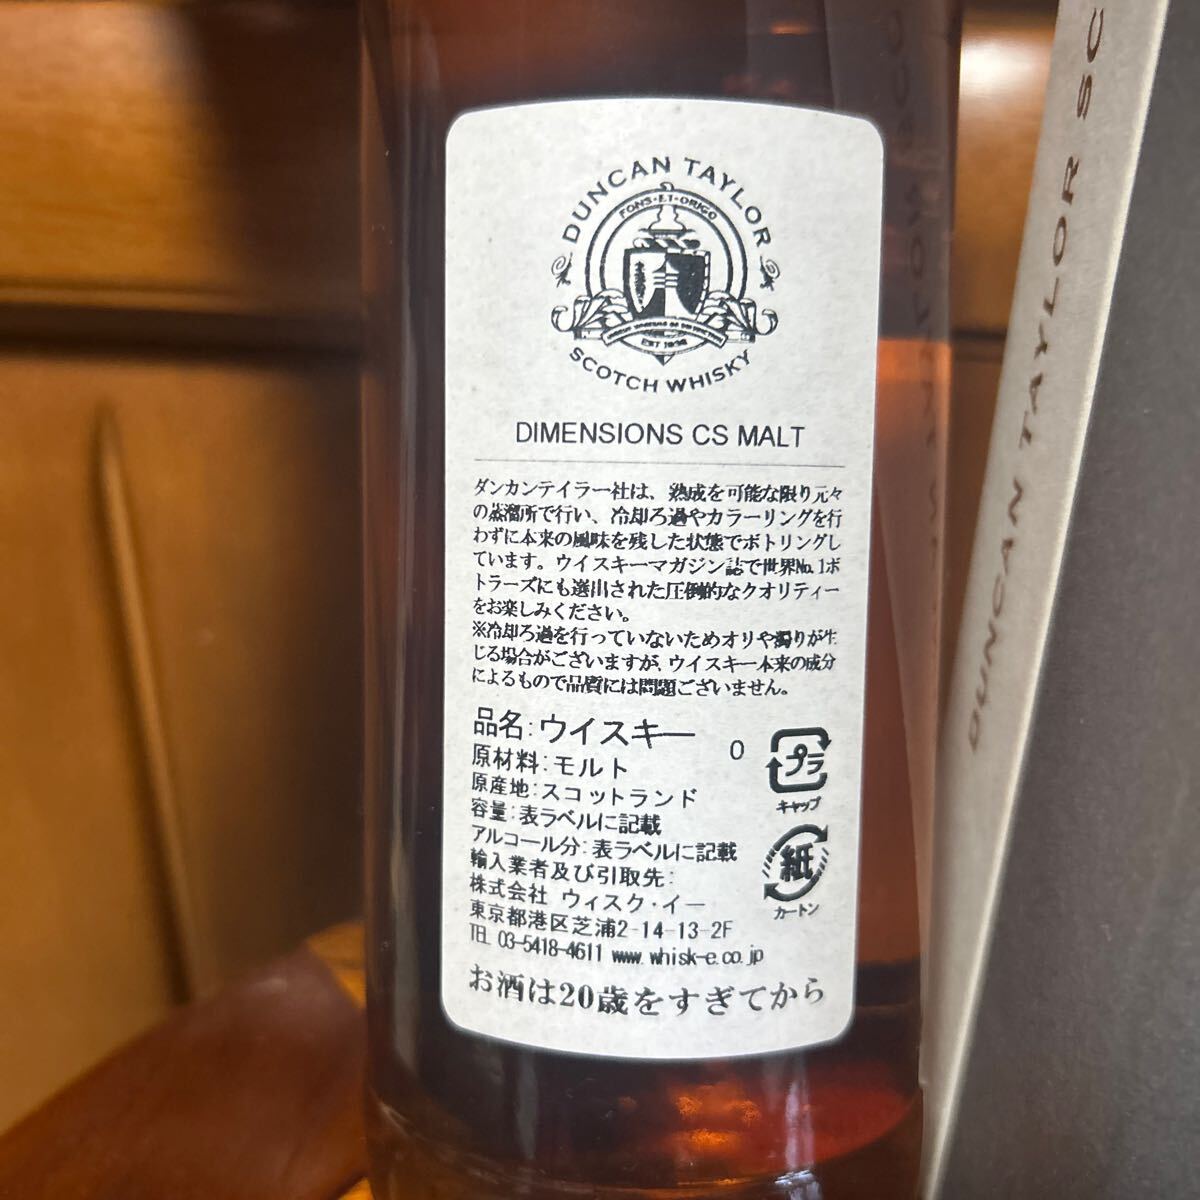 DUNCAN TAYLOR
FONS·ET·ORIGO
EST 1938
SCOTCH WHISKY
DIMENSIONS CS MALT
ダンカンテイラー社は、熟成を可能な限り元々
の蒸溜所で行い、冷却ろ過やカラーリングを行
わずに本来の風味を残した状態でボトリングし
ています。ウイスキーマガジン誌で世界No.1ボ
トラーズにも選出された圧倒的なクオリティー
をお楽しみください。
※冷却ろ過を行っていないためオリや濁りが生
じる場合がございますが、ウイスキー本来の成分
によるもので品質には問題ございません。
品名:ウイスキー
0
原材料:モルト
原産地:スコットランド
容量:表ラベルに記載
アルコール分:表ラベルに記載
輸入業者及び引取先:
株式会社 ウィスク・イー
東京都港区芝浦2-14-13-2F
TEL 03-5418-4611 www.whisk-e.co.jp
お酒は20歳をすぎてから
プラ
キャップ
紙
カートン
DUNCAN TAYLOR SC